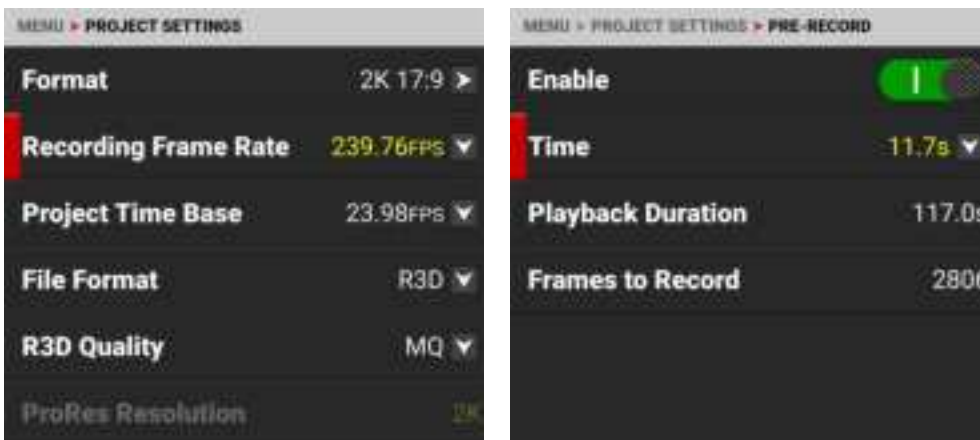 MENU ▸ PROJECT SETTINGS
Format 2K 17:9
Recording Frame Rate 239.76FPS
Project Time Base 23.98FPS
File Format R3D
R3D Quality MQ
ProRes Resolution 2K
MENU ▸ PROJECT SETTINGS ▸ PRE-RECORD
Enable
Time 11.7s
Playback Duration 117.0s
Frames to Record 2806